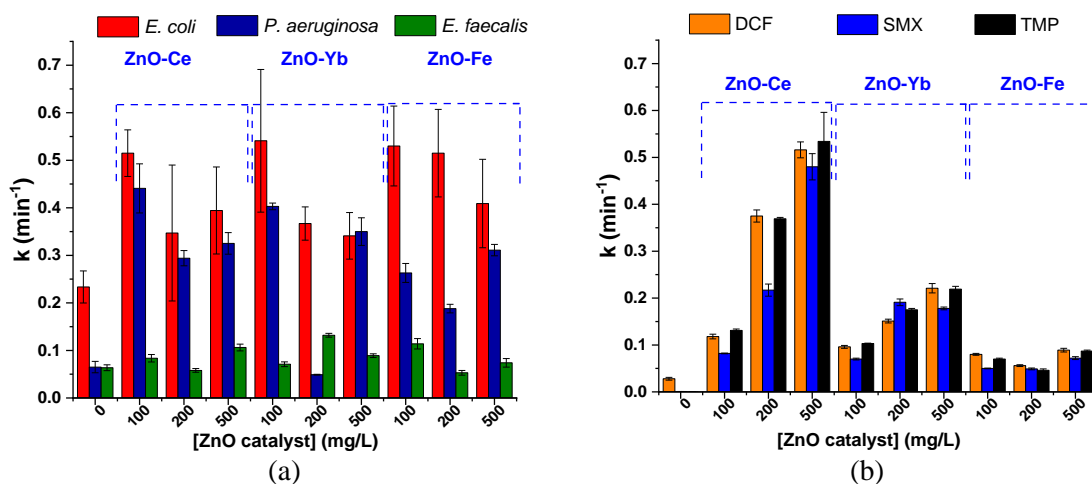 E. coli P. aeruginosa E. faecalis
ZnO-Ce ZnO-Yb ZnO-Fe
0.7
0.6
0.5
0.4
0.3
0.2
0.1
0.0
k (min⁻¹)
0 100 200 500 100 200 500 100 200 500
[ZnO catalyst] (mg/L)
(a)
DCF SMX TMP
ZnO-Ce ZnO-Yb ZnO-Fe
0.7
0.6
0.5
0.4
0.3
0.2
0.1
0.0
k (min⁻¹)
0 100 200 500 100 200 500 100 200 500
[ZnO catalyst] (mg/L)
(b)